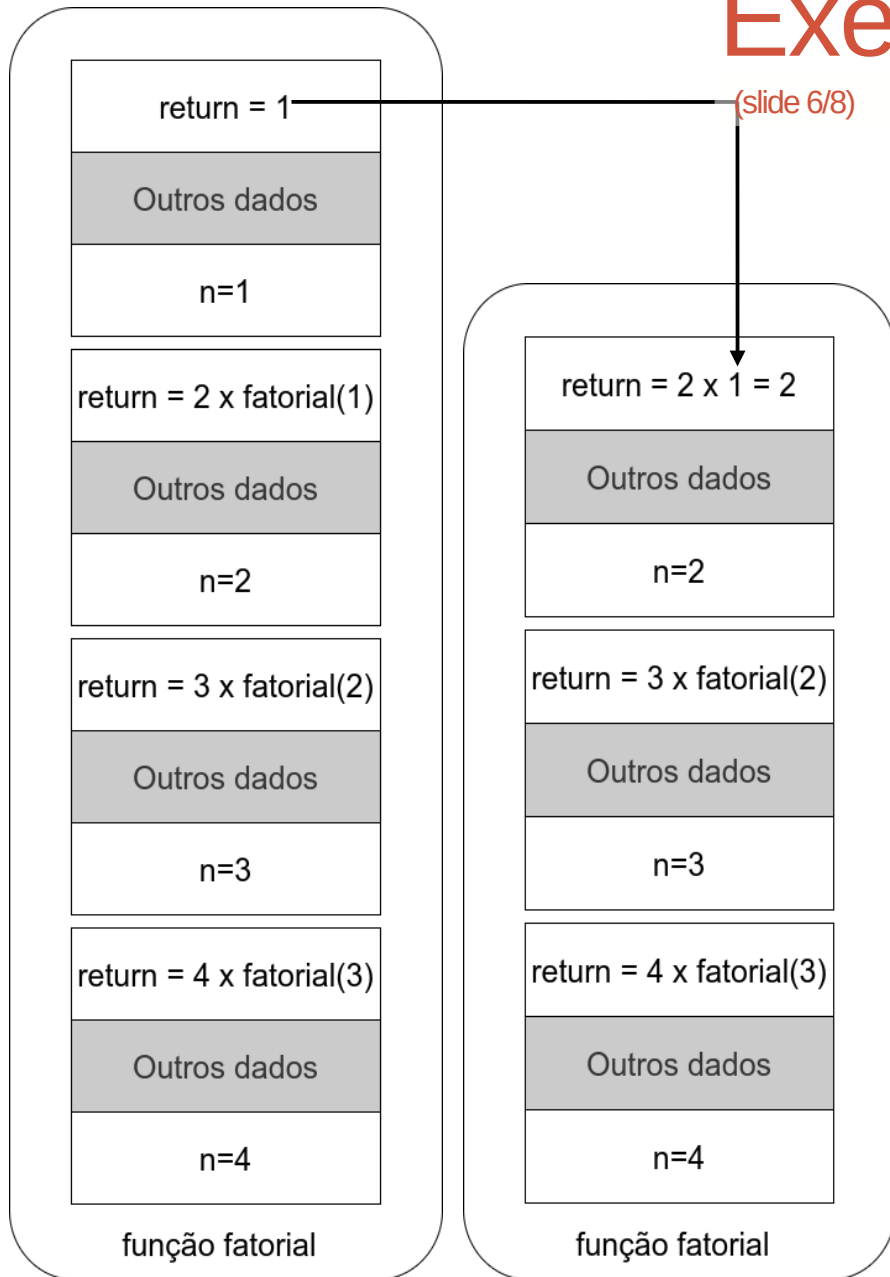 Exe
(slide 6/8)
return = 1
Outros dados
n=1
return = 2 x fatorial(1)
Outros dados
n=2
return = 3 x fatorial(2)
Outros dados
n=3
return = 4 x fatorial(3)
Outros dados
n=4
função fatorial
return = 2 x 1 = 2
Outros dados
n=2
return = 3 x fatorial(2)
Outros dados
n=3
return = 4 x fatorial(3)
Outros dados
n=4
função fatorial